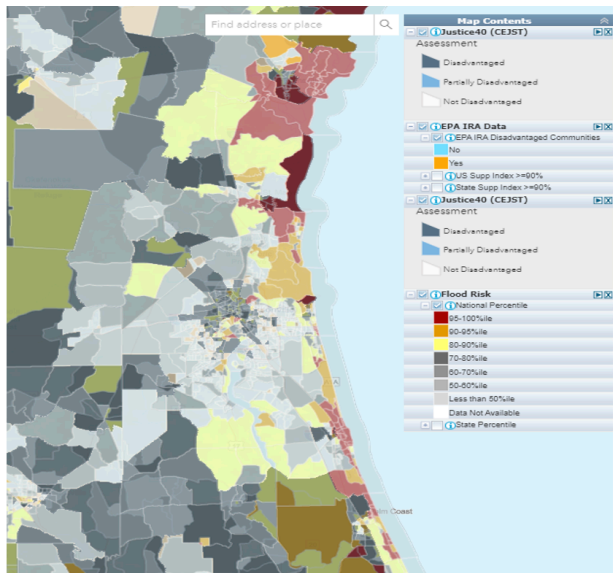 Find address or place
Map Contents
Justice40 (CEJST)
Assessment
Disadvantaged
Partially Disadvantaged
Not Disadvantaged
EPA IRA Data
EPA IRA Disadvantaged Communities
No
Yes
US Supp Index >=90%
State Supp Index >=90%
Justice40 (CEJST)
Assessment
Disadvantaged
Partially Disadvantaged
Not Disadvantaged
Flood Risk
National Percentile
95-100%ile
90-95%ile
80-90%ile
70-80%ile
60-70%ile
50-60%ile
Less than 50%ile
Data Not Available
State Percentile
Coast